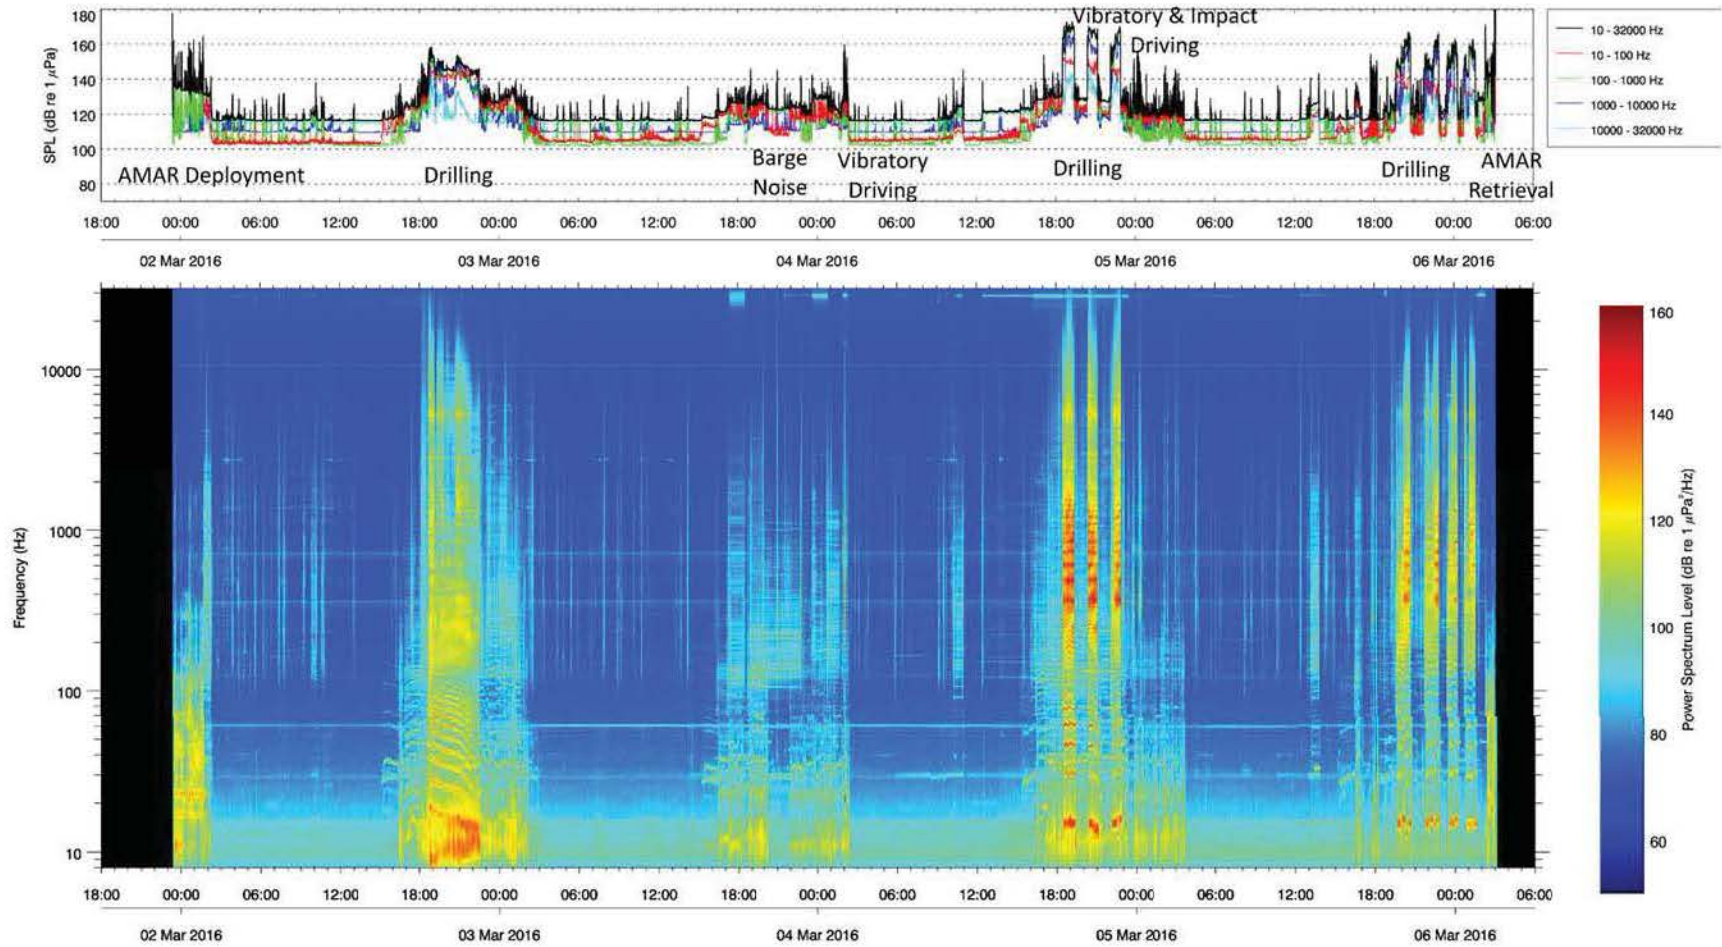 180
160
140
120
100
80
SPL (dB re 1 μPa)
Vibratory & Impact
Driving
AMAR Deployment
Drilling
Barge
Noise
Vibratory
Driving
Drilling
Drilling
AMAR
Retrieval
10 - 32000 Hz
10 - 100 Hz
100 - 1000 Hz
1000 - 10000 Hz
10000 - 32000 Hz
18:00 00:00 06:00 12:00 18:00 00:00 06:00 12:00 18:00 00:00 06:00 12:00 18:00 00:00 06:00 12:00 18:00 00:00 06:00
02 Mar 2016 03 Mar 2016 04 Mar 2016 05 Mar 2016 06 Mar 2016
10000
1000
100
10
Frequency (Hz)
160
140
120
100
80
60
Power Spectrum Level (dB re 1 μPa²/Hz)
18:00 00:00 06:00 12:00 18:00 00:00 06:00 12:00 18:00 00:00 06:00 12:00 18:00 00:00 06:00 12:00 18:00 00:00 06:00
02 Mar 2016 03 Mar 2016 04 Mar 2016 05 Mar 2016 06 Mar 2016